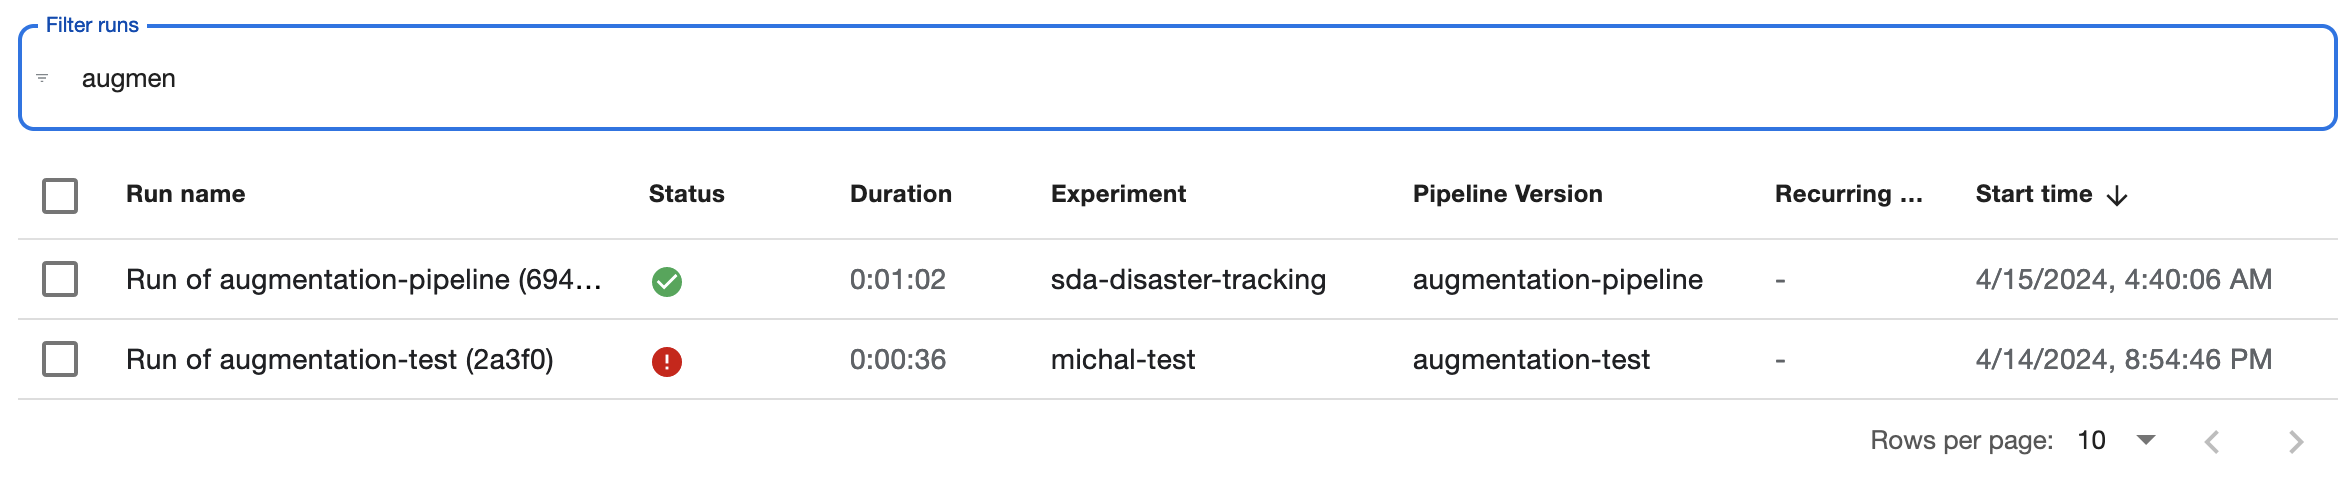 Filter runs
augmen
Run name Status Duration Experiment Pipeline Version Recurring ... Start time
Run of augmentation-pipeline (694... 0:01:02 sda-disaster-tracking augmentation-pipeline - 4/15/2024, 4:40:06 AM
Run of augmentation-test (2a3f0) 0:00:36 michal-test augmentation-test - 4/14/2024, 8:54:46 PM
Rows per page: 10